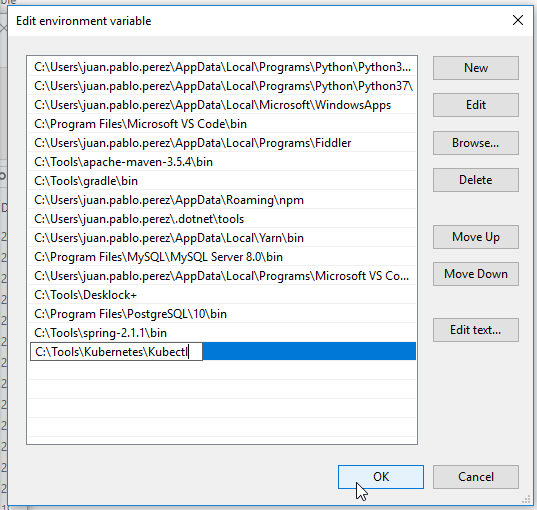 Edit environment variable
C:\Users\juan.pablo.perez\AppData\Local\Programs\Python\Python3...
C:\Users\juan.pablo.perez\AppData\Local\Programs\Python\Python37\
C:\Users\juan.pablo.perez\AppData\Local\Microsoft\WindowsApps
C:\Program Files\Microsoft VS Code\bin
C:\Users\juan.pablo.perez\AppData\Local\Programs\Fiddler
C:\Tools\apache-maven-3.5.4\bin
C:\Tools\gradle\bin
C:\Users\juan.pablo.perez\AppData\Roaming\npm
C:\Users\juan.pablo.perez\.dotnet\tools
C:\Users\juan.pablo.perez\AppData\Local\Yarn\bin
C:\Program Files\MySQL\MySQL Server 8.0\bin
C:\Users\juan.pablo.perez\AppData\Local\Programs\Microsoft VS Co...
C:\Tools\Desklock+
C:\Program Files\PostgreSQL\10\bin
C:\Tools\spring-2.1.1\bin
C:\Tools\Kubernetes\Kubectl
New
Edit
Browse...
Delete
Move Up
Move Down
Edit text...
OK
Cancel